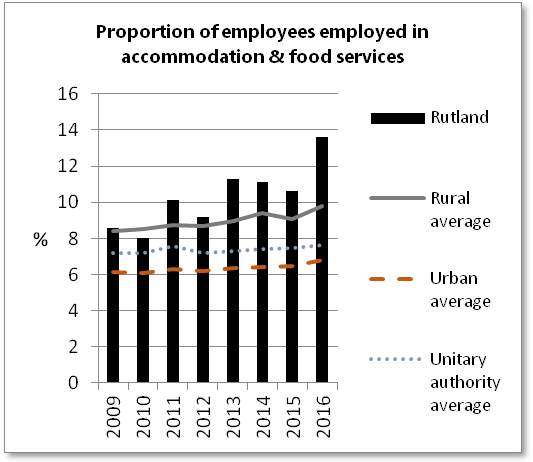 Proportion of employees employed in
accommodation & food services
16
14
12
10
8
6
4
2
0
%
2009
2010
2011
2012
2013
2014
2015
2016
Rutland
Rural
average
Urban
average
Unitary
authority
average